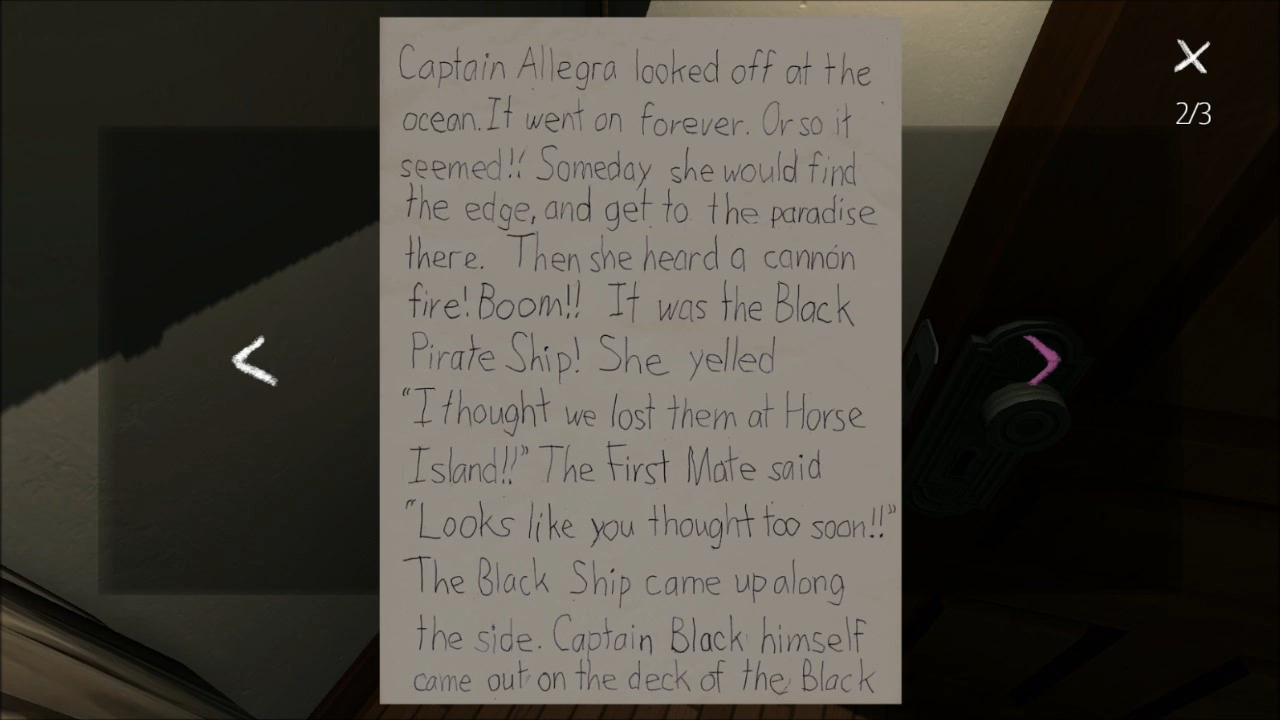 Captain Allegra looked off at the
ocean. It went on forever. Or so it
seemed!! Someday she would find
the edge, and get to the paradise
there. Then she heard a cannon
fire! Boom!! It was the Black
Pirate Ship! She yelled
"I thought we lost them at Horse
Island!!" The First Mate said
"Looks like you thought too soon!!"
The Black Ship came up along
the side. Captain Black himself
came out on the deck of the Black
2/3